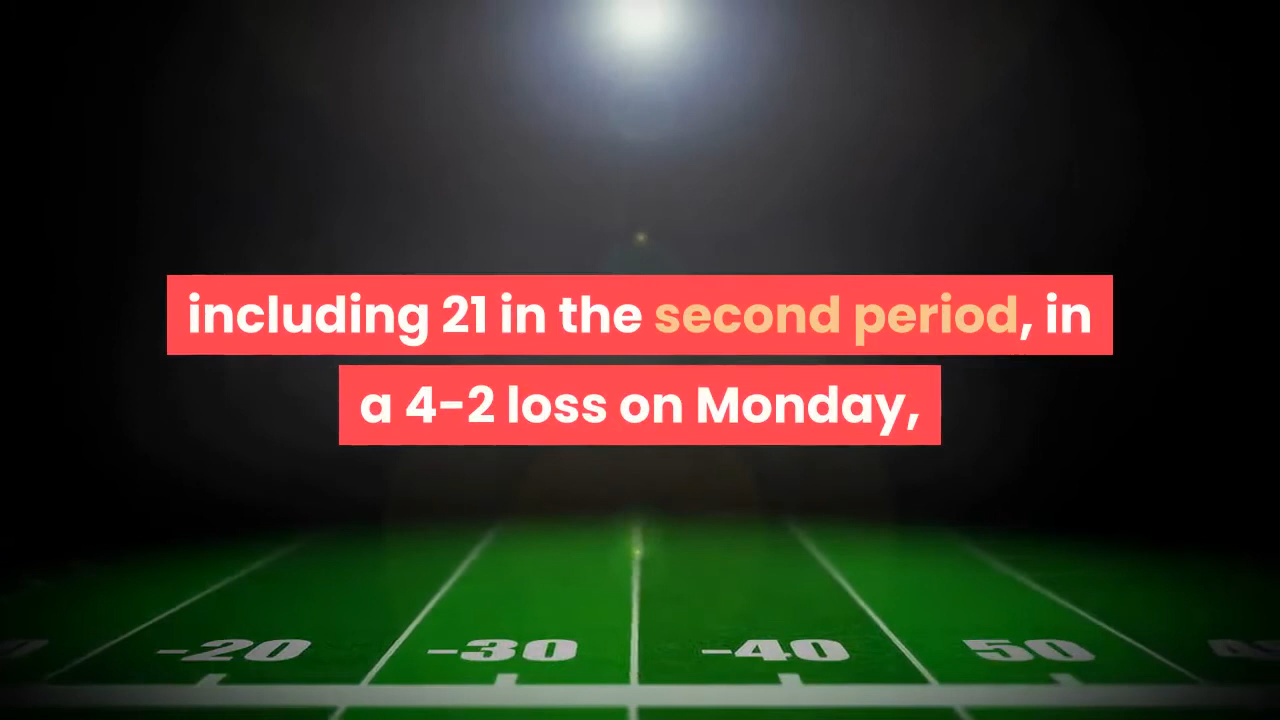 including 21 in the second period, in
a 4-2 loss on Monday,
-20 -30 -40 50